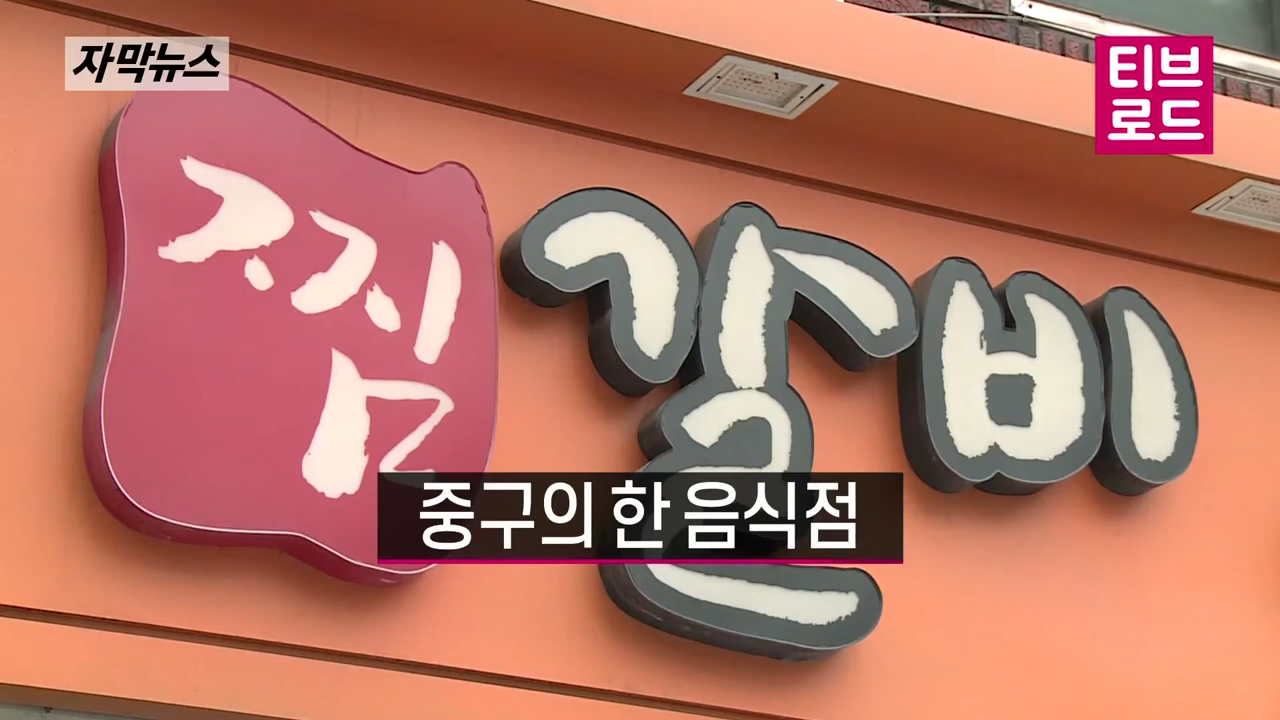 자막뉴스
티브
로드
찜 갈비
중구의 한 음식점